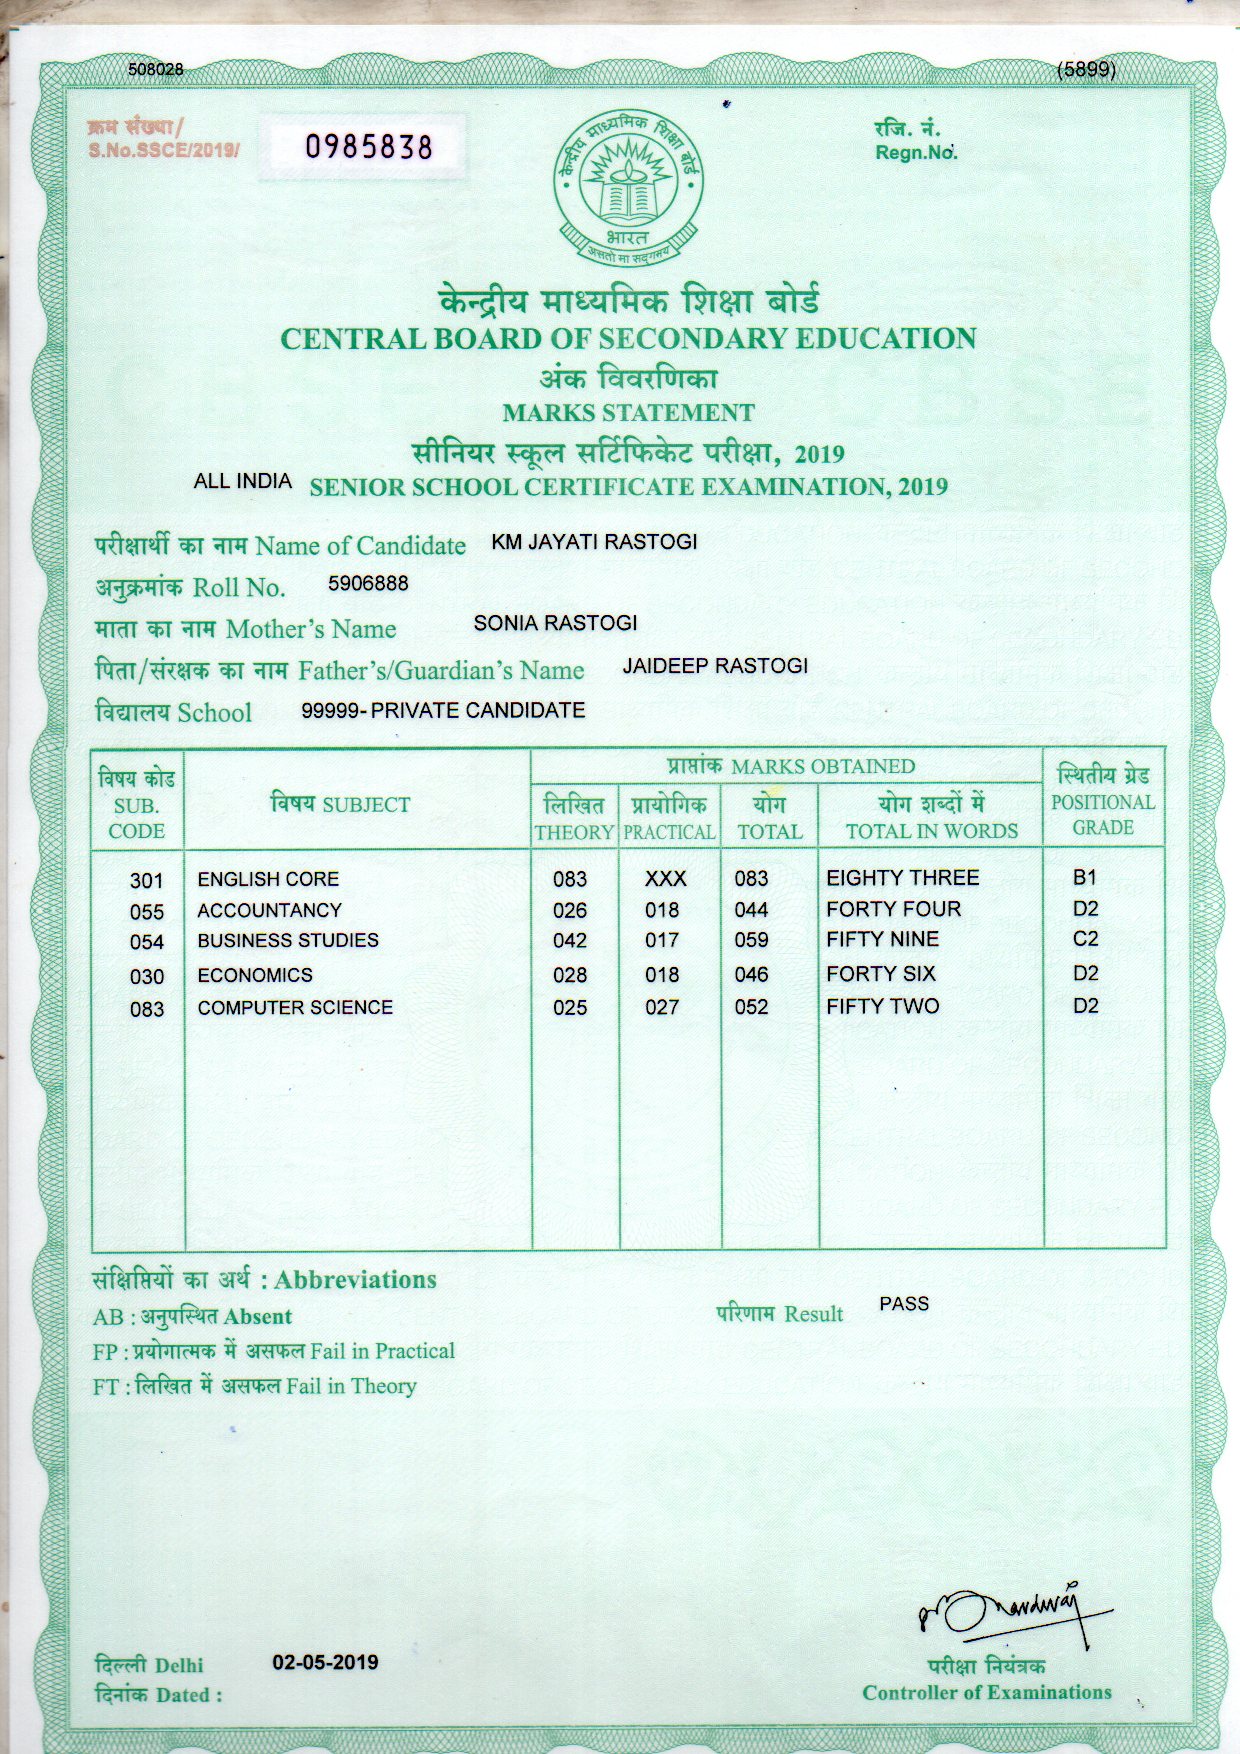 508028 (5899)
क्रम संख्या/
S.No.SSCE/2019/ 0985838
रजि. नं.
Regn.No.
केन्द्रीय माध्यमिक शिक्षा बोर्ड
भारत
असतो मा सद्गमय
केन्द्रीय माध्यमिक शिक्षा बोर्ड
CENTRAL BOARD OF SECONDARY EDUCATION
अंक विवरणिका
MARKS STATEMENT
सीनियर स्कूल सर्टिफिकेट परीक्षा, 2019
ALL INDIA SENIOR SCHOOL CERTIFICATE EXAMINATION, 2019
परीक्षार्थी का नाम Name of Candidate KM JAYATI RASTOGI
अनुक्रमांक Roll No. 5906888
माता का नाम Mother's Name SONIA RASTOGI
पिता/संरक्षक का नाम Father's/Guardian's Name JAIDEEP RASTOGI
विद्यालय School 99999-PRIVATE CANDIDATE
विषय कोड SUB. CODE विषय SUBJECT प्राप्तांक MARKS OBTAINED स्थितीय ग्रेड POSITIONAL GRADE
लिखित THEORY प्रायोगिक PRACTICAL योग TOTAL योग शब्दों में TOTAL IN WORDS
301 ENGLISH CORE 083 XXX 083 EIGHTY THREE B1
055 ACCOUNTANCY 026 018 044 FORTY FOUR D2
054 BUSINESS STUDIES 042 017 059 FIFTY NINE C2
030 ECONOMICS 028 018 046 FORTY SIX D2
083 COMPUTER SCIENCE 025 027 052 FIFTY TWO D2
संक्षिप्तियों का अर्थ : Abbreviations
AB : अनुपस्थित Absent
परिणाम Result PASS
FP : प्रयोगात्मक में असफल Fail in Practical
FT : लिखित में असफल Fail in Theory
दिल्ली Delhi 02-05-2019
दिनांक Dated :
परीक्षा नियंत्रक
Controller of Examinations